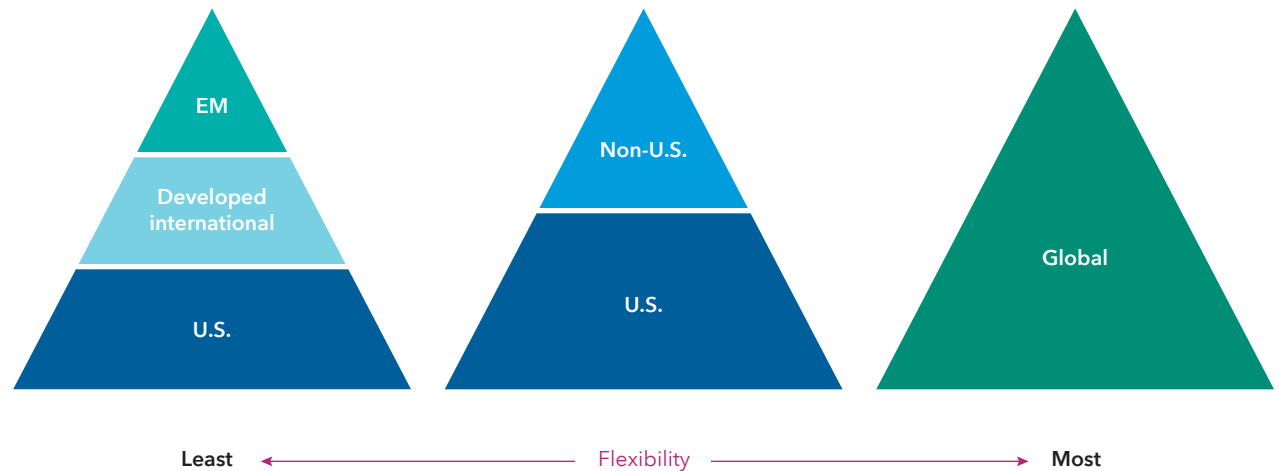 EM
Developed
international
U.S.
Non-U.S.
U.S.
Global
Least Flexibility Most